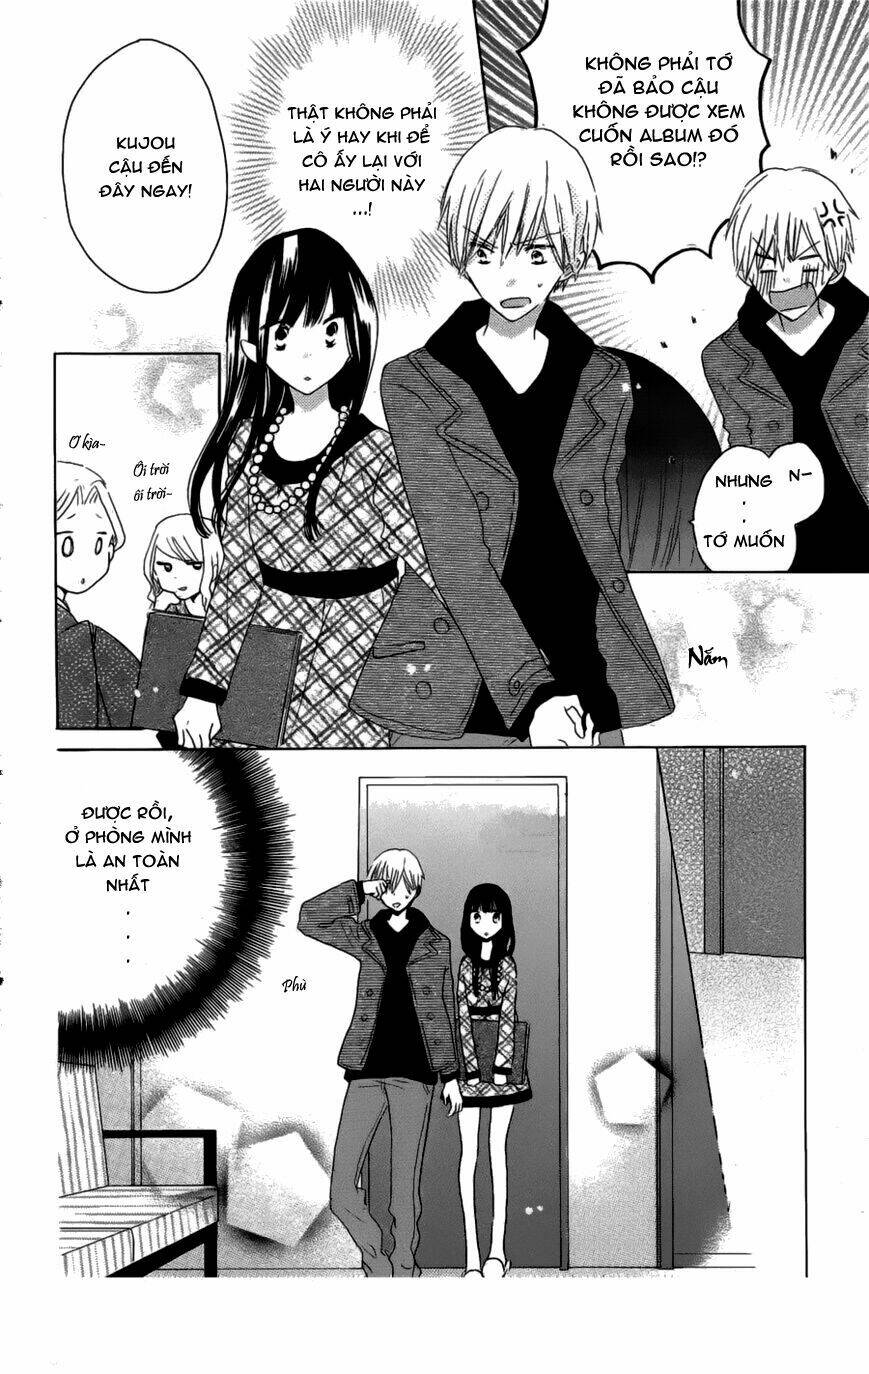 KHÔNG PHẢI TỚ
ĐÃ BẢO CẬU
KHÔNG ĐƯỢC XEM
CUỐN ALBUM ĐÓ
RỒI SAO!?
NHƯNG N-
. .
TỚ MUỐN
THẬT KHÔNG PHẢI
LÀ Ý HAY KHI ĐỂ
CÔ ẤY LẠI VỚI
HAI NGƯỜI NÀY
...!
KUJOU
CẬU ĐẾN
ĐÂY NGAY!
Ơ kìa~
Ôi trời
ôi trời~
Nắm
ĐƯỢC RỒI,
Ở PHÒNG MÌNH
LÀ AN TOÀN
NHẤT
.
.
.
Phù